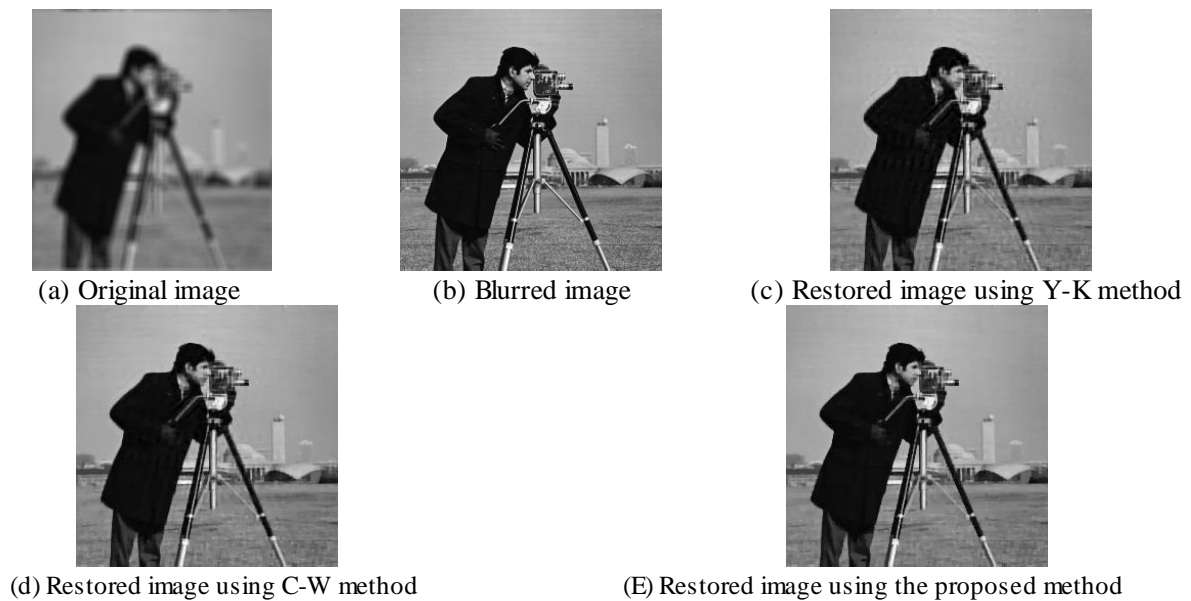 (a) Original image
(b) Blurred image
(c) Restored image using Y-K method
(d) Restored image using C-W method
(E) Restored image using the proposed method